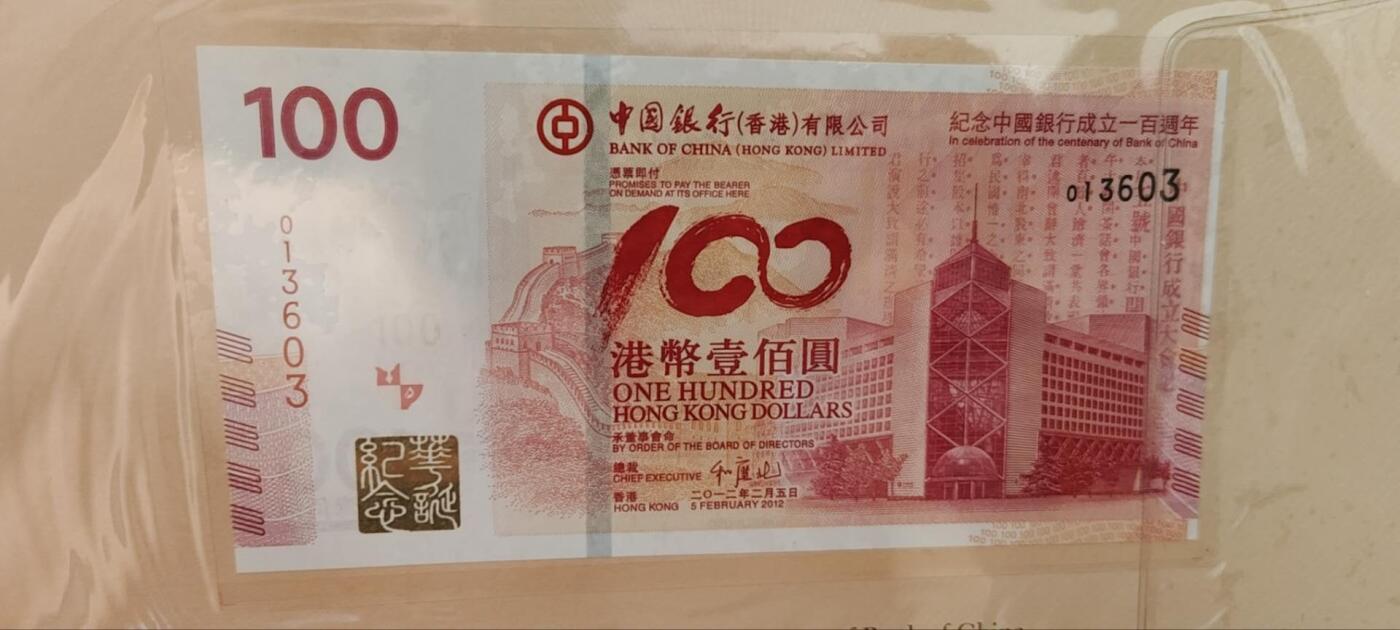 100
013603
華誕
紀念
中國銀行(香港)有限公司
BANK OF CHINA (HONG KONG) LIMITED
憑票即付
PROMISES TO PAY THE BEARER
ON DEMAND AT ITS OFFICE HERE
100
港幣壹佰圓
ONE HUNDRED
HONG KONG DOLLARS
承董事會命
BY ORDER OF THE BOARD OF DIRECTORS
總裁
CHIEF EXECUTIVE
香港 二〇一二年二月五日
HONG KONG 5 FEBRUARY 2012
紀念中國銀行成立一百週年
In celebration of the centenary of Bank of China
013603
of Bank of China